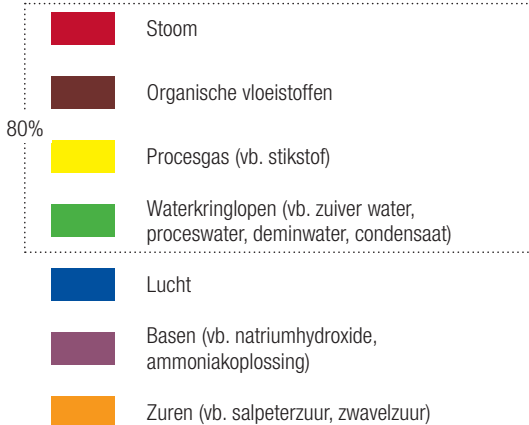 Stoom
Organische vloeistoffen
80%
Procesgas (vb. stikstof)
Waterkringlopen (vb. zuiver water,
proceswater, deminwater, condensaat)
Lucht
Basen (vb. natriumhydroxide,
ammoniakoplossing)
Zuren (vb. salpeterzuur, zwavelzuur)